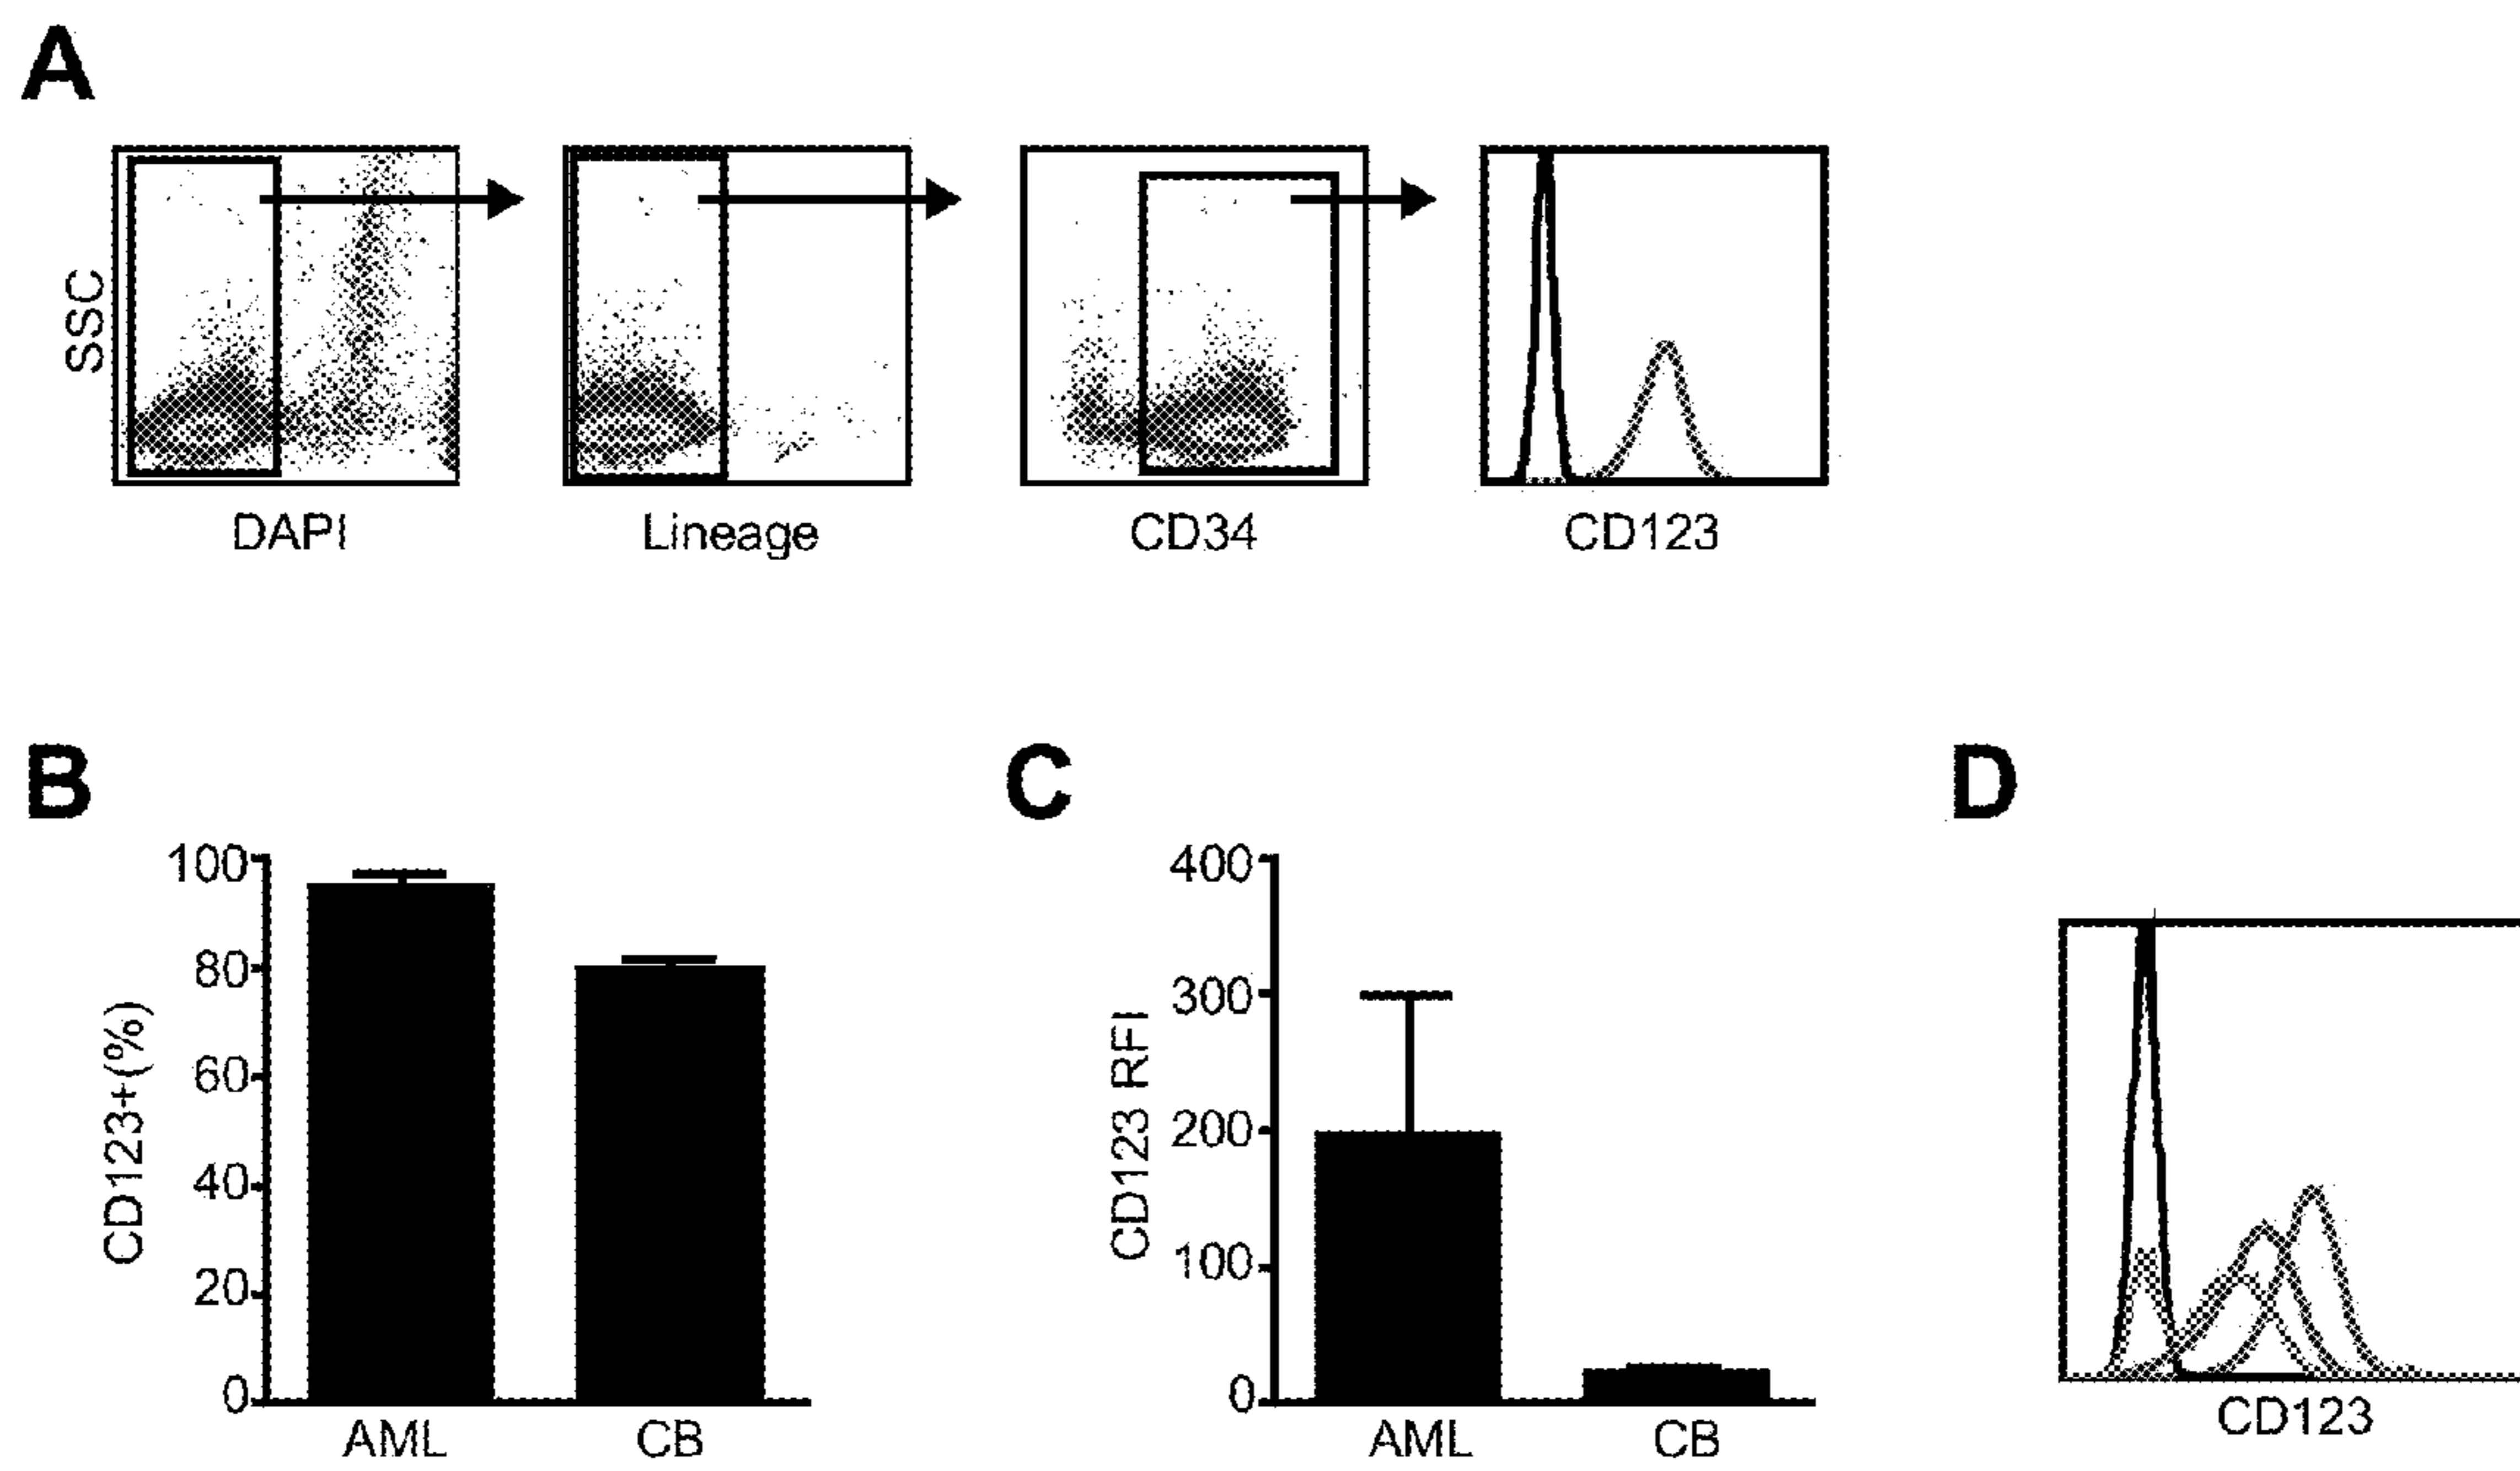 A
SSC
DAPI
Lineage
CD34
CD123
B
CD123+(%)
100
80
60
40
20
0
AML
CB
C
CD123 RFI
400
300
200
100
0
AML
CB
D
CD123